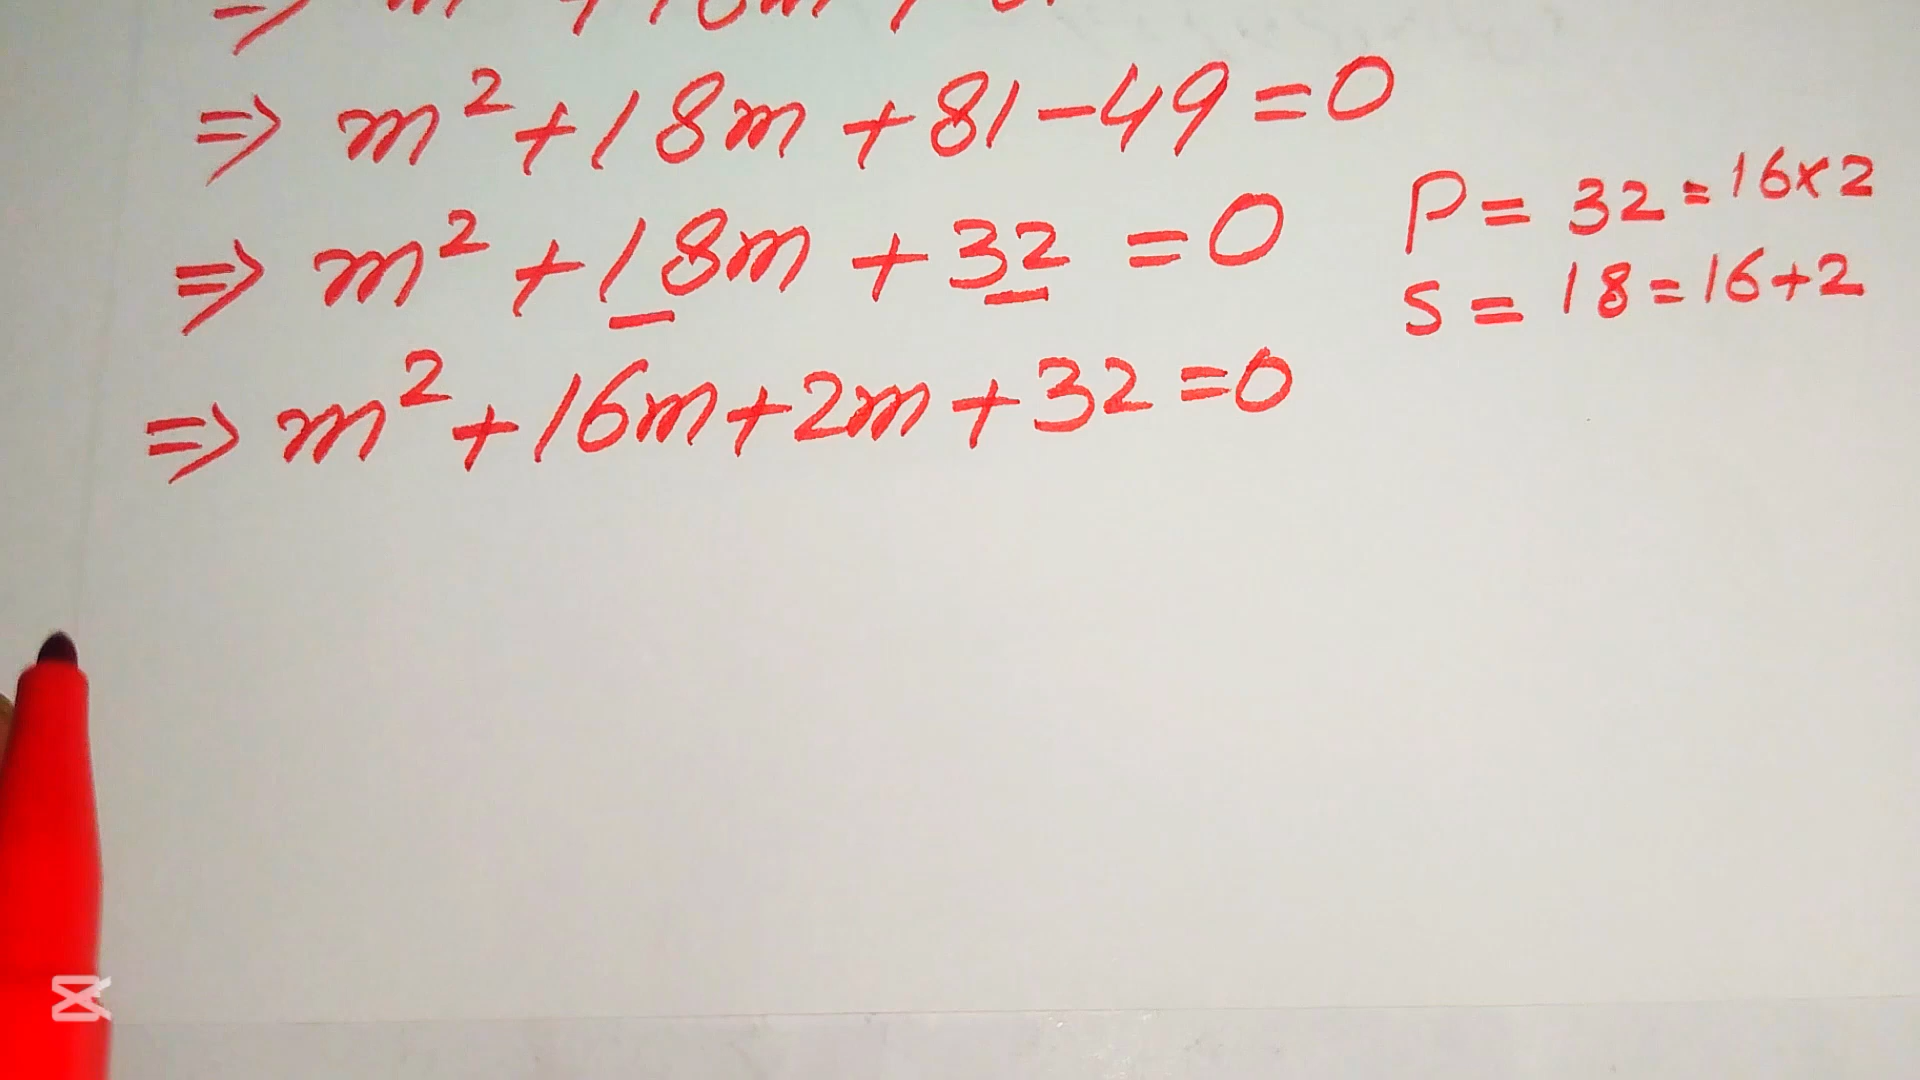 ⇒ m² + 18m + 81 - 49 = 0
⇒ m² + 18m + 32 = 0
P = 32 = 16×2
S = 18 = 16+2
⇒ m² + 16m + 2m + 32 = 0